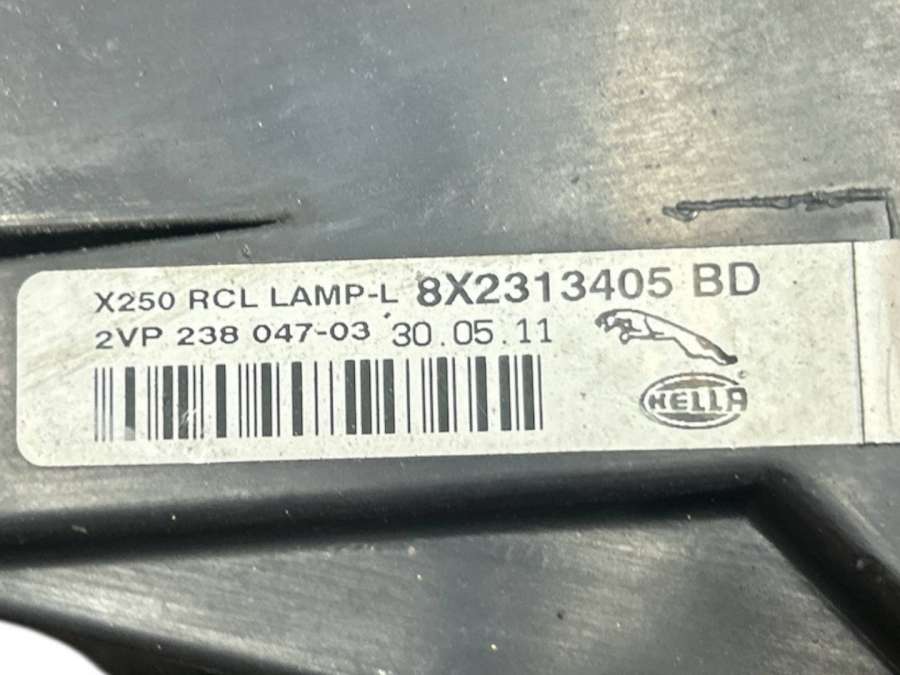 X250 RCL LAMP-L 8X2313405 BD
2VP 238 047-03 30.05.11
HELLA